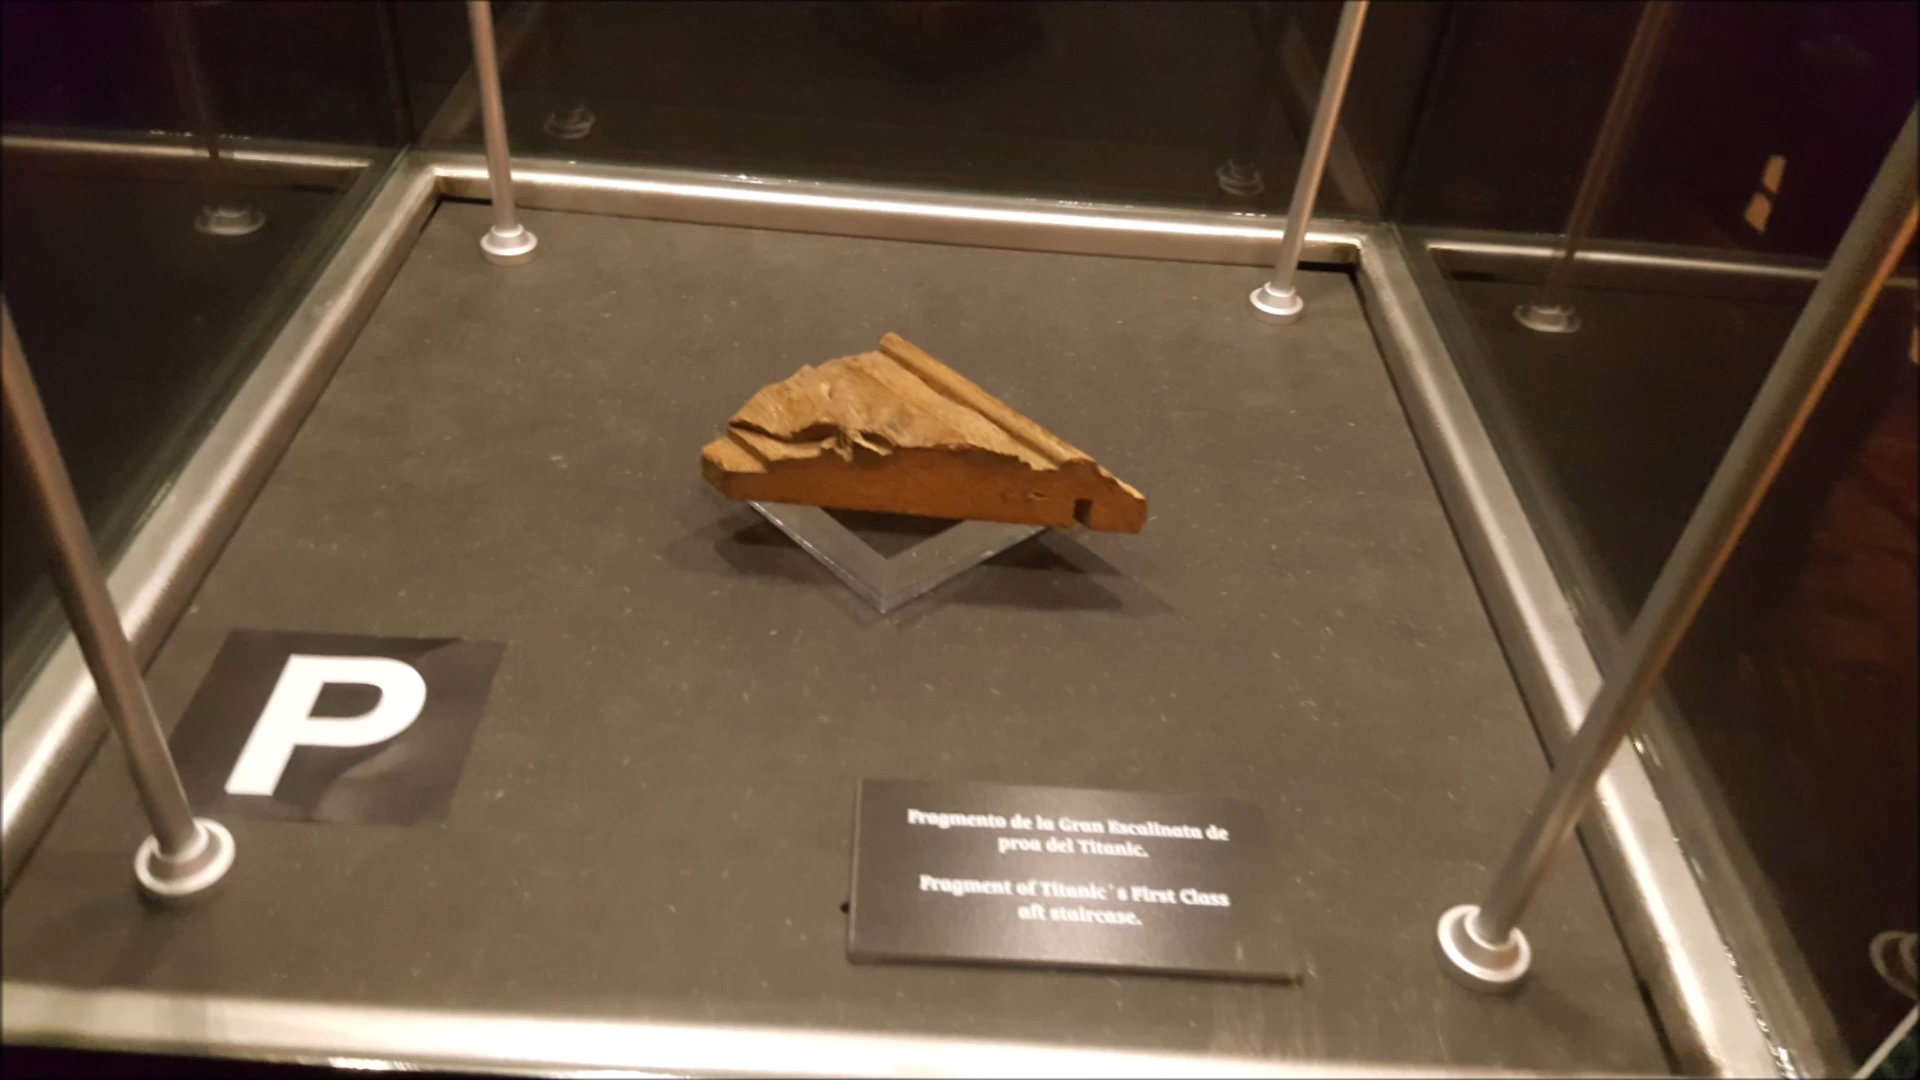 P
Fragmento de la Gran Escalinata de
proa del Titanic.
Fragment of Titanic´s First Class
aft staircase.